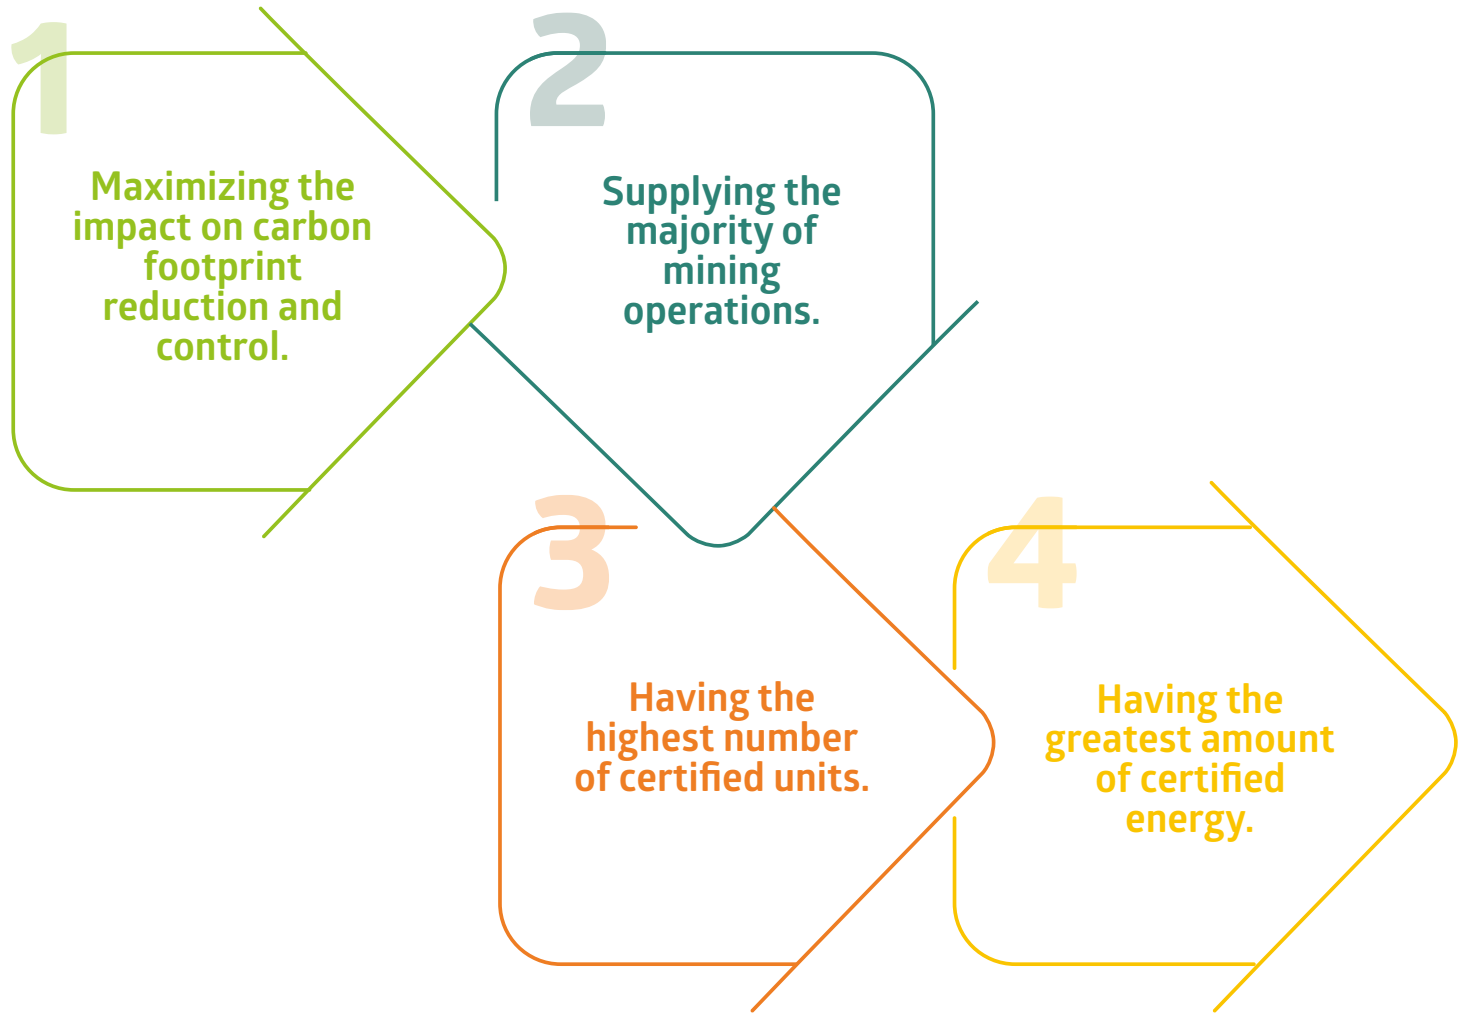 1
Maximizing the
impact on carbon
footprint
reduction and
control.
2
Supplying the
majority of
mining
operations.
3
Having the
highest number
of certified units.
4
Having the
greatest amount
of certified
energy.